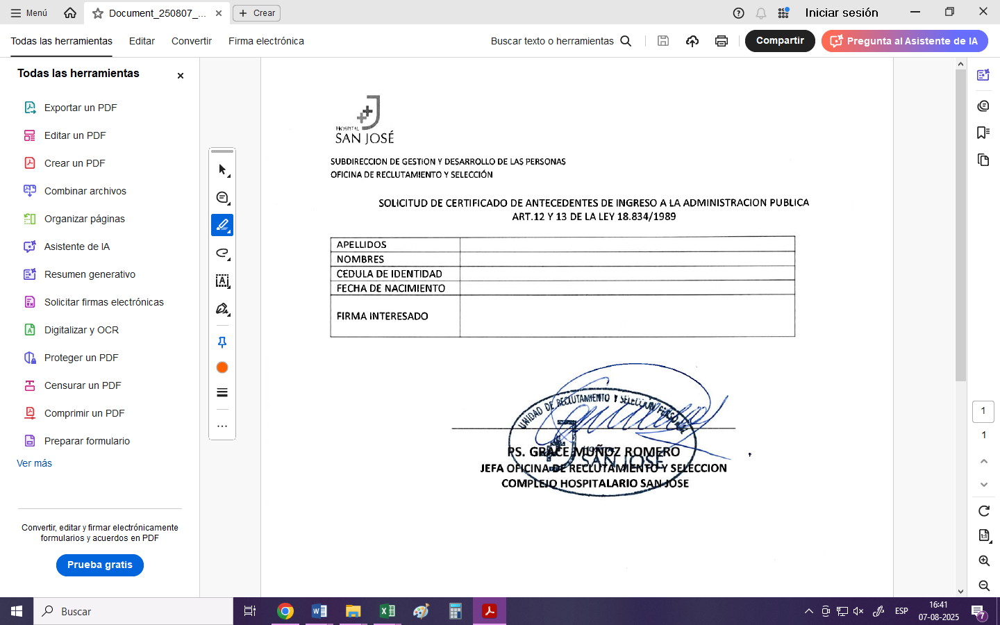 Menú
Document_250807_...
Crear
Iniciar sesión
Todas las herramientas
Editar
Convertir
Firma electrónica
Buscar texto o herramientas
Compartir
Pregunta al Asistente de IA
Todas las herramientas
Exportar un PDF
Editar un PDF
Crear un PDF
Combinar archivos
Organizar páginas
Asistente de IA
Resumen generativo
Solicitar firmas electrónicas
Digitalizar y OCR
Proteger un PDF
Censurar un PDF
Comprimir un PDF
Preparar formulario
Ver más
Convertir, editar y firmar electrónicamente
formularios y acuerdos en PDF
Prueba gratis
HOSPITAL
SAN JOSÉ
SUBDIRECCION DE GESTION Y DESARROLLO DE LAS PERSONAS
OFICINA DE RECLUTAMIENTO Y SELECCIÓN
SOLICITUD DE CERTIFICADO DE ANTECEDENTES DE INGRESO A LA ADMINISTRACION PUBLICA
ART.12 Y 13 DE LA LEY 18.834/1989
APELLIDOS
NOMBRES
CEDULA DE IDENTIDAD
FECHA DE NACIMIENTO
FIRMA INTERESADO
UNIDAD DE RECLUTAMIENTO Y SELECCIÓN PERSONAL
HOSPITAL
SAN JOSÉ
PS. GRACE MUÑOZ ROMERO
JEFA OFICINA DE RECLUTAMIENTO Y SELECCION
COMPLEJO HOSPITALARIO SAN JOSE
1
1
1:1
Buscar
ESP
16:41
07-08-2025
7